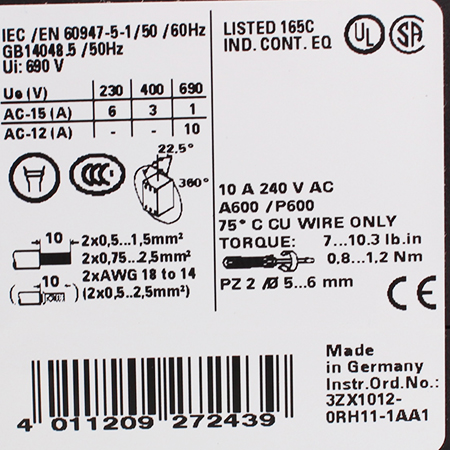 IEC /EN 60947-5-1/50 /60Hz
GB14048.5 /50Hz
Ui: 690 V
Ue (V) 230 400 690
AC-15 (A) 6 3 1
AC-12 (A) - - 10
LISTED 165C
IND. CONT. EQ
UL
SA
CCC
22,5°
360°
10 A 240 V AC
A600 /P600
75° C CU WIRE ONLY
TORQUE: 7...10.3 lb.in
0.8...1.2 Nm
PZ 2 /Ø 5...6 mm
CE
10 2x0,5...1,5mm²
2x0,75...2,5mm²
2xAWG 18 to 14
10 (2x0,5...2,5mm²)
4 011209 272439
Made
in Germany
Instr.Ord.No.:
3ZX1012-
0RH11-1AA1